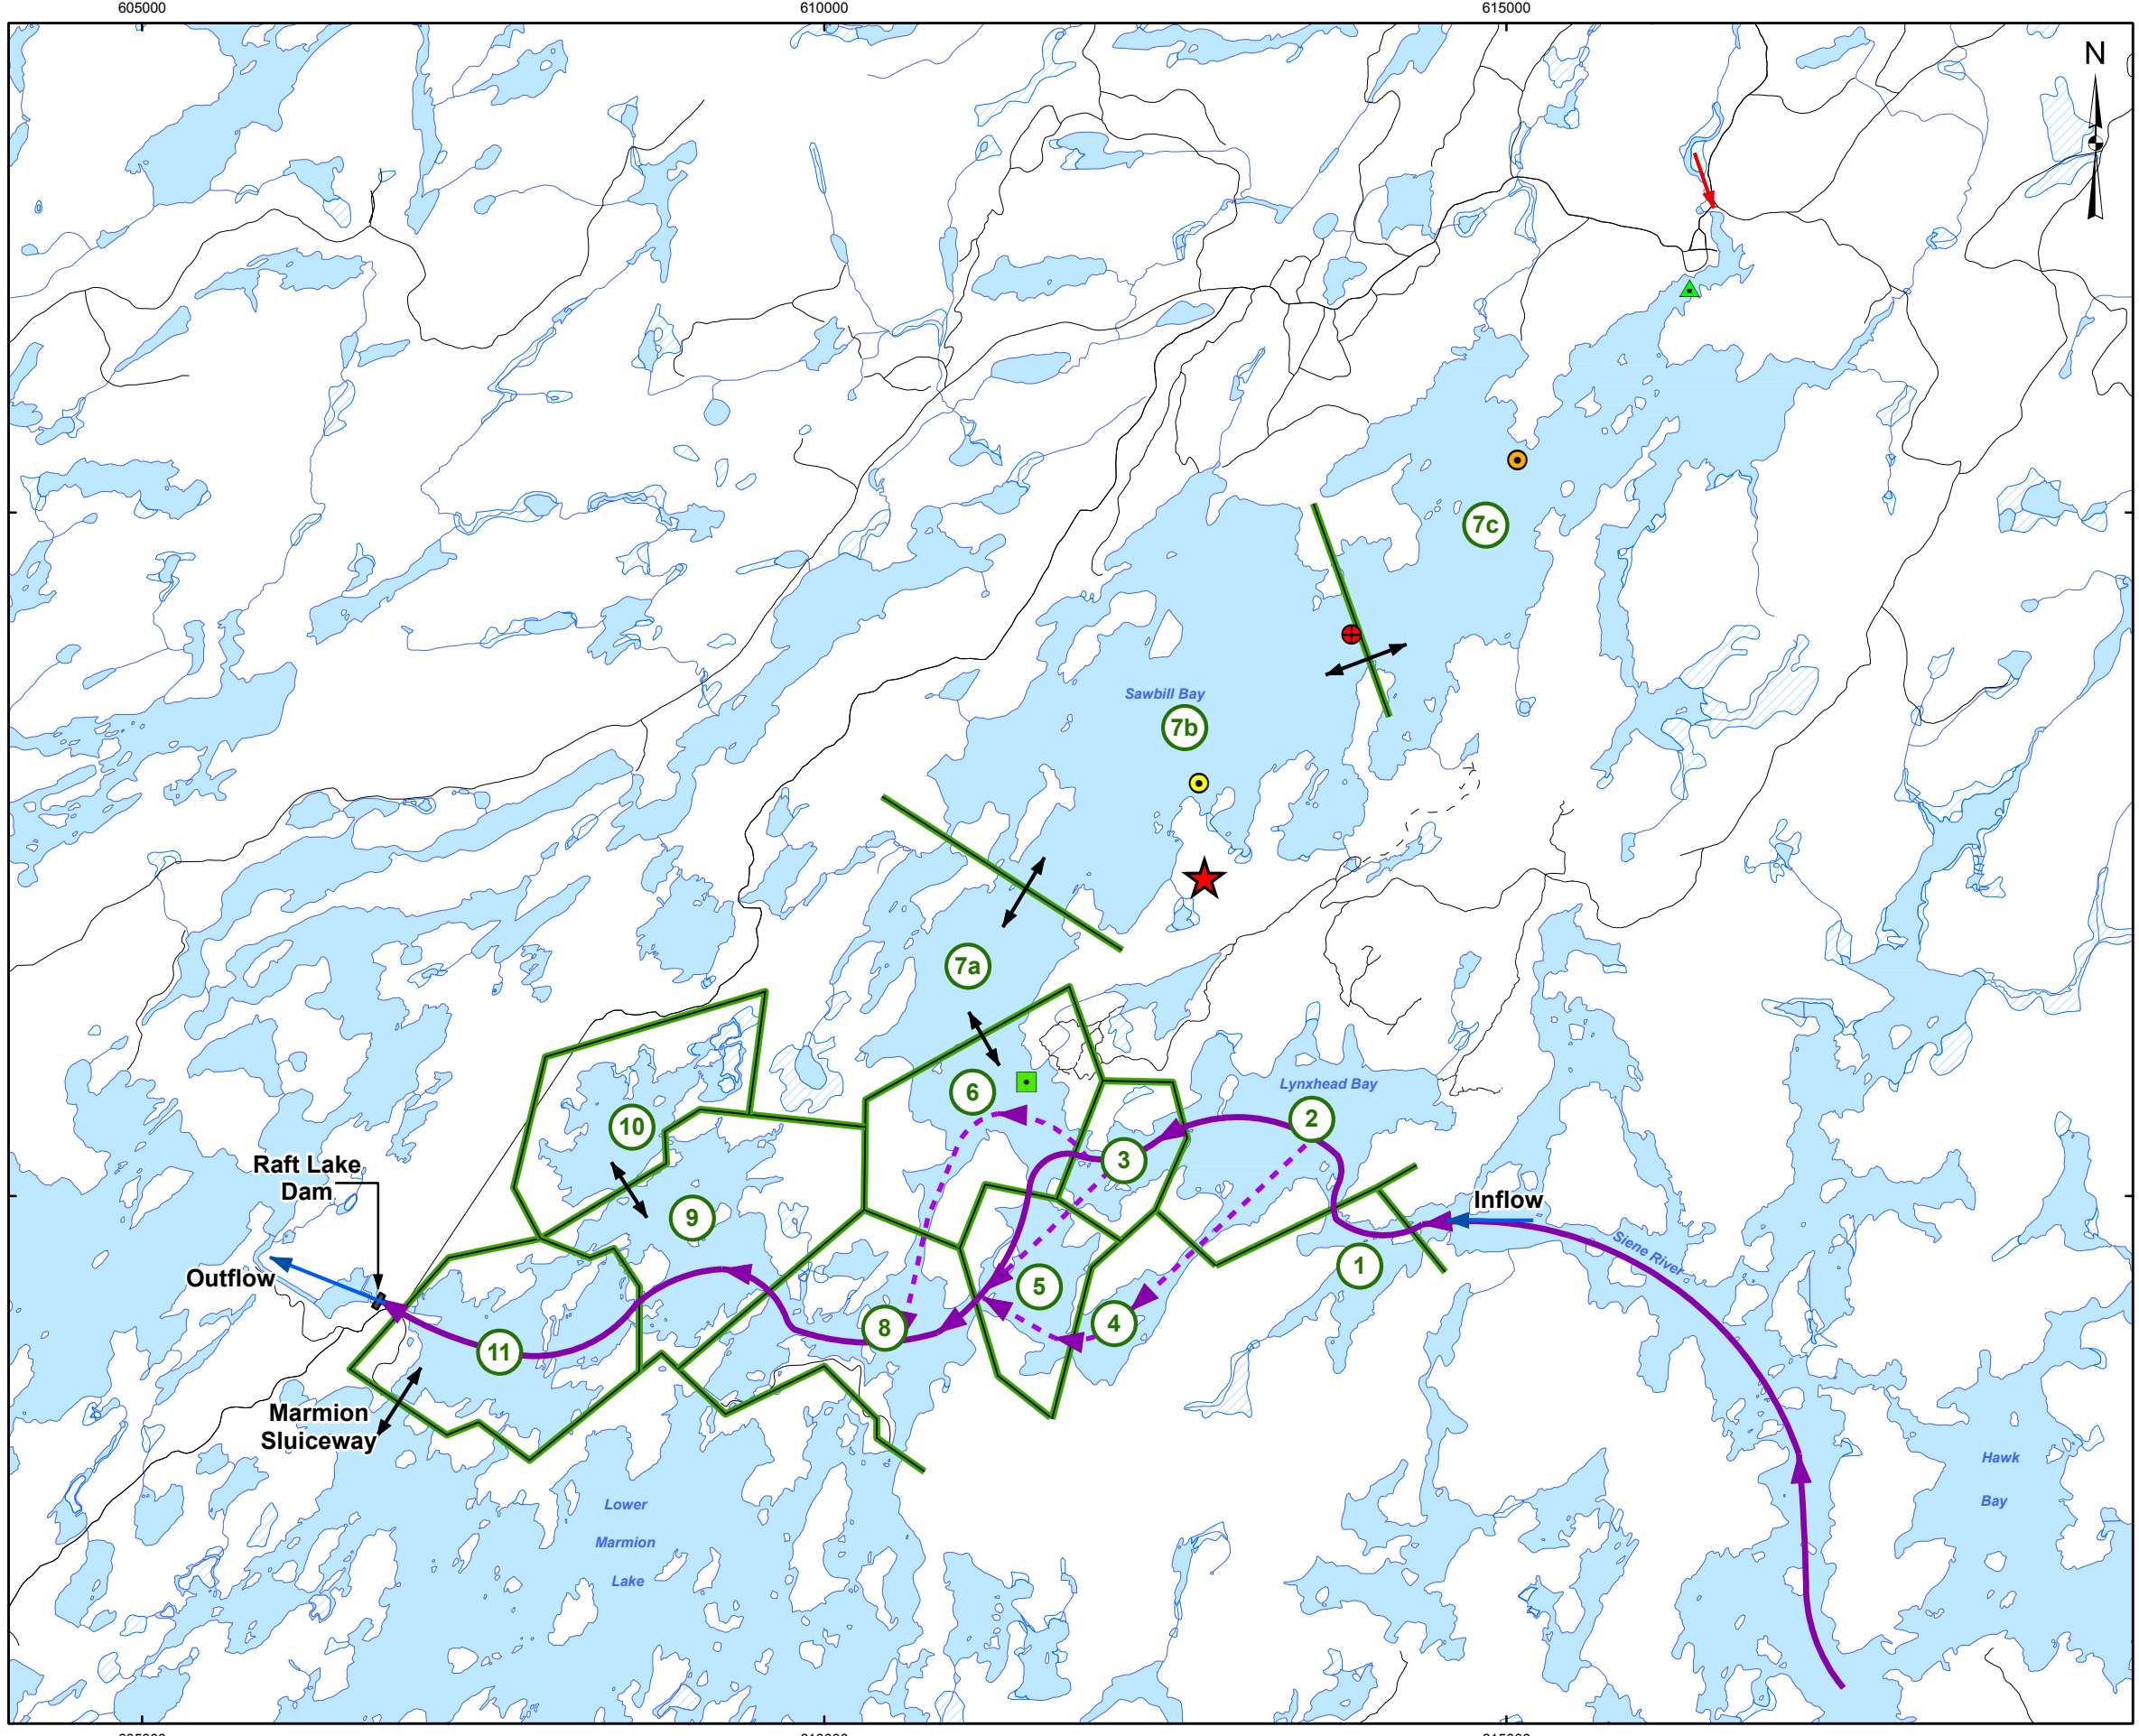 605000
610000
615000
N
7c
Sawbill Bay
7b
7a
6
Lynxhead Bay
2
10
3
Raft Lake
Dam
9
Inflow
Siene River
1
Outflow
5
4
8
11
Marmion
Sluiceway
Hawk
Bay
Lower
Marmion
Lake